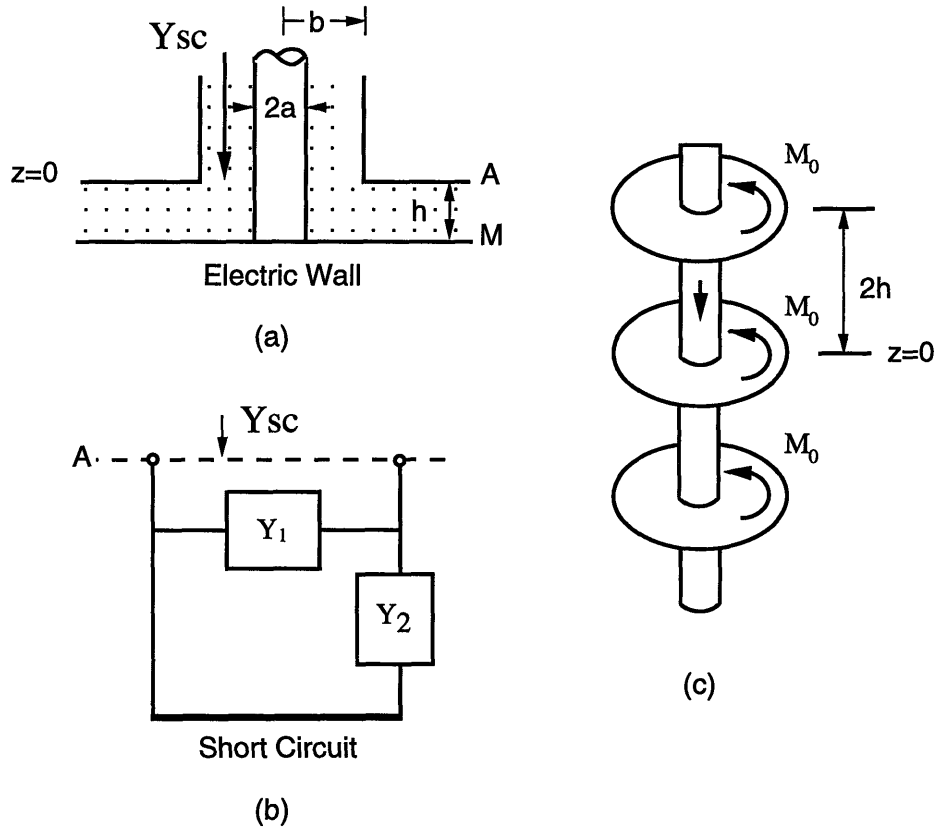 b
Ysc
2a
z=0
A
h
M
Electric Wall
(a)
Ysc
A
Y₁
Y₂
Short Circuit
(b)
M₀
2h
M₀
z=0
M₀
(c)